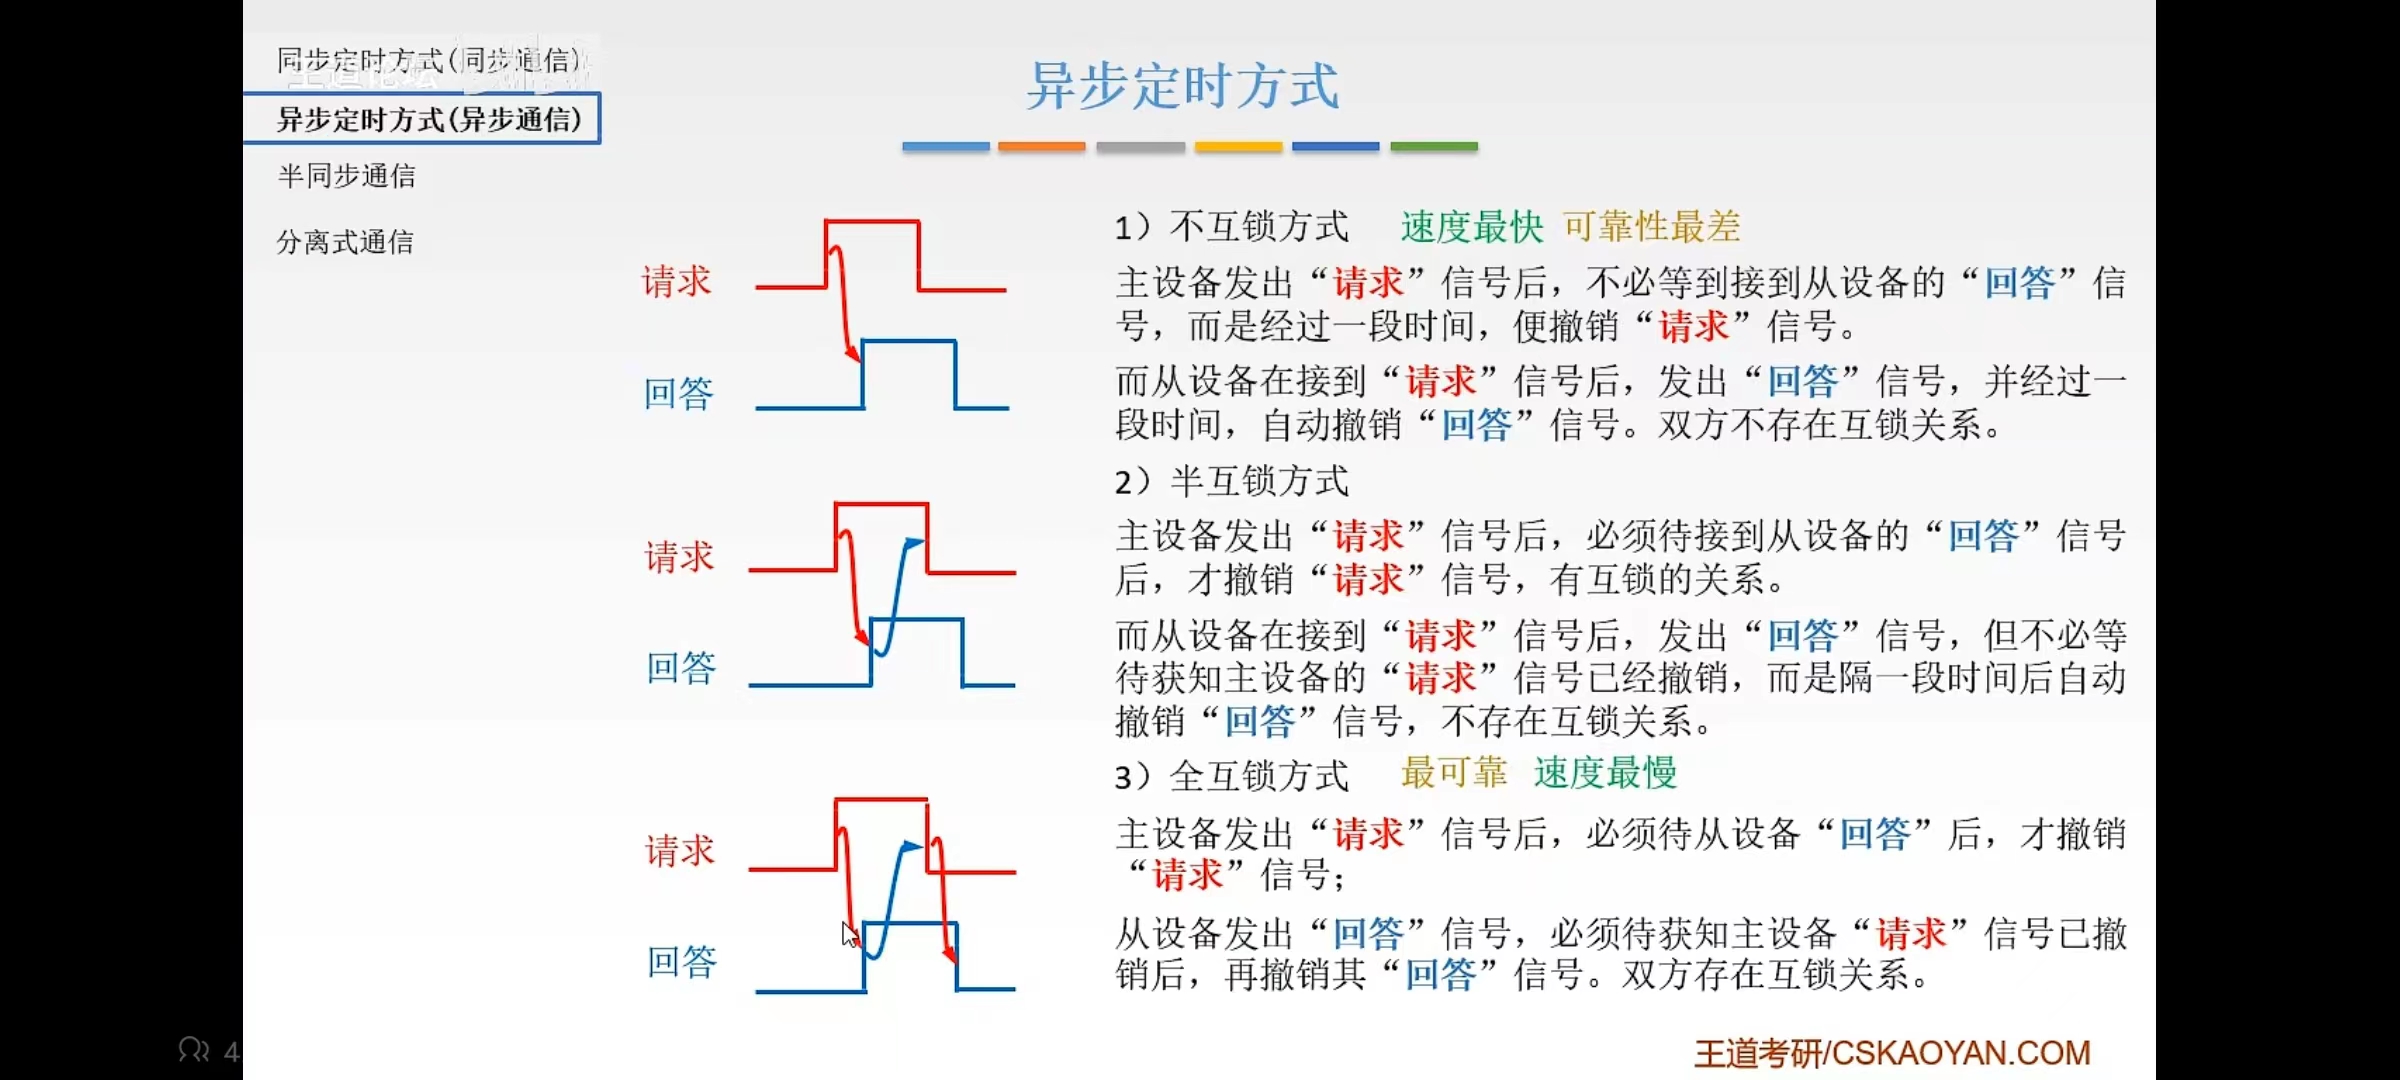 同步定时方式(同步通信)
异步定时方式(异步通信)
半同步通信
分离式通信
异步定时方式
请求
回答
请求
回答
请求
回答
1）不互锁方式 速度最快 可靠性最差
主设备发出“请求”信号后，不必等到接到从设备的“回答”信
号，而是经过一段时间，便撤销“请求”信号。
而从设备在接到“请求”信号后，发出“回答”信号，并经过一
段时间，自动撤销“回答”信号。双方不存在互锁关系。
2）半互锁方式
主设备发出“请求”信号后，必须待接到从设备的“回答”信号
后，才撤销“请求”信号，有互锁的关系。
而从设备在接到“请求”信号后，发出“回答”信号，但不必等
待获知主设备的“请求”信号已经撤销，而是隔一段时间后自动
撤销“回答”信号，不存在互锁关系。
3）全互锁方式 最可靠 速度最慢
主设备发出“请求”信号后，必须待从设备“回答”后，才撤销
“请求”信号；
从设备发出“回答”信号，必须待获知主设备“请求”信号已撤
销后，再撤销其“回答”信号。双方存在互锁关系。
王道考研/CSKAOYAN.COM
4